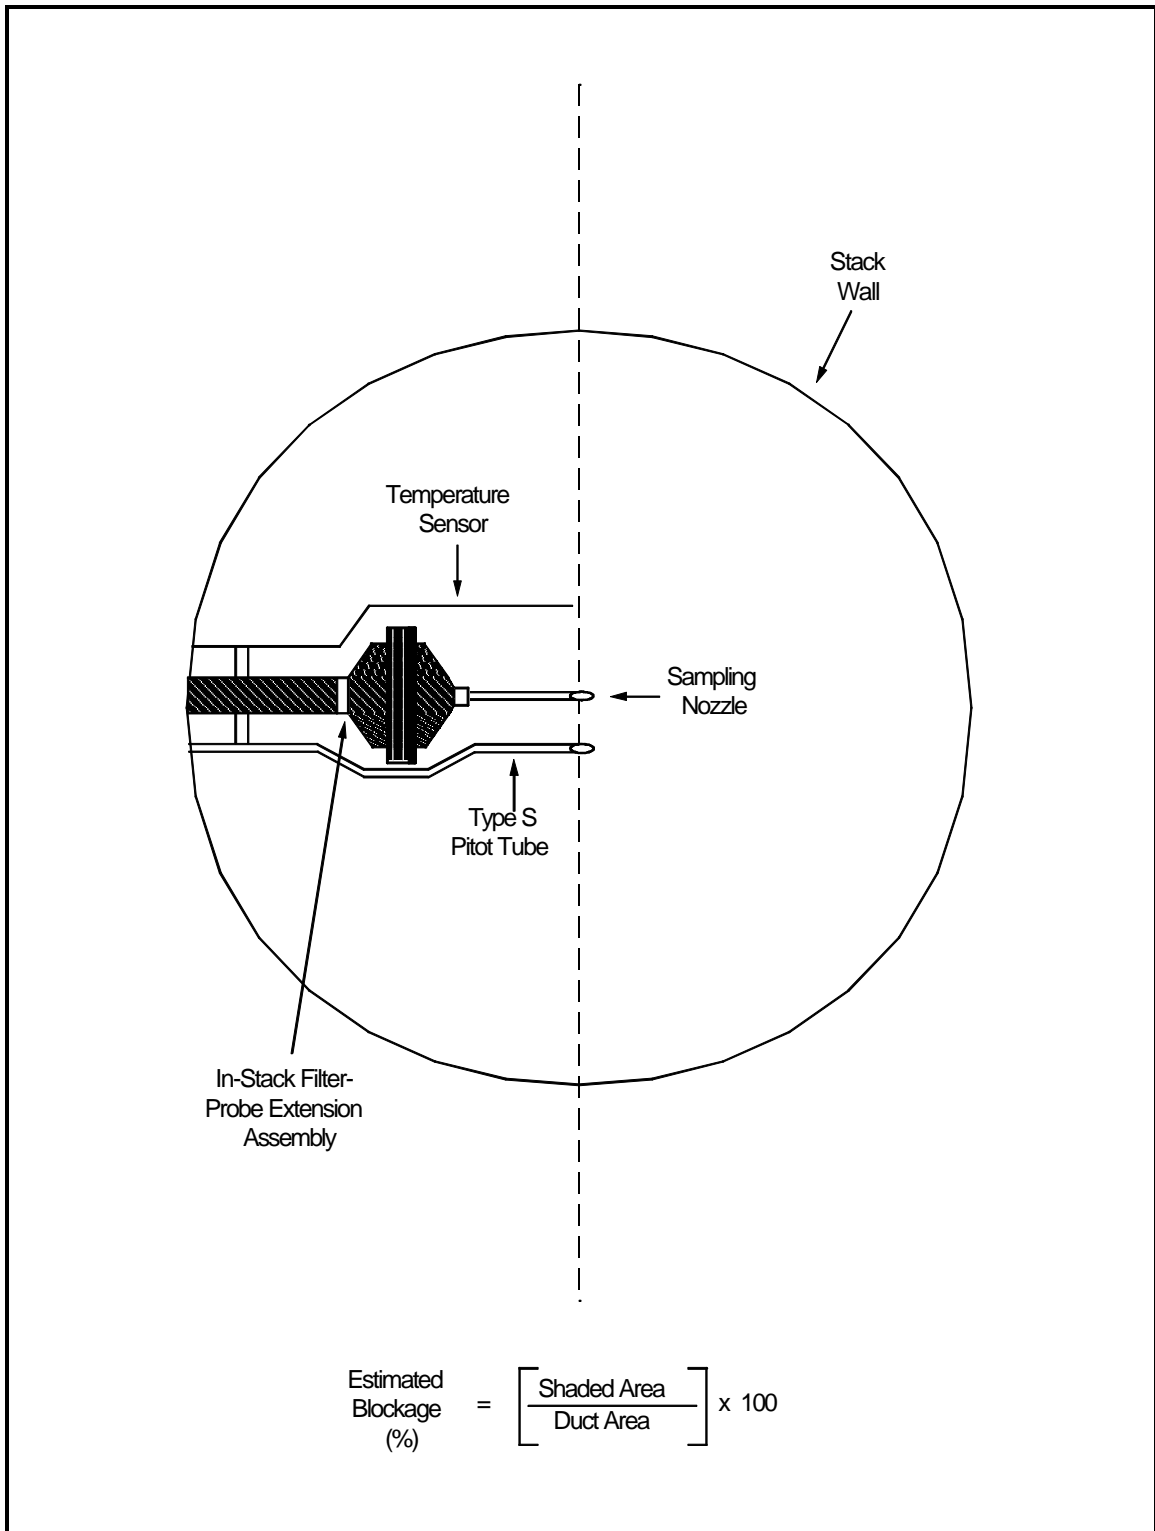 Stack
Wall
Temperature
Sensor
Sampling
Nozzle
Type S
Pitot Tube
In-Stack Filter-
Probe Extension
Assembly
Estimated
Blockage
(%)
=
Shaded Area
Duct Area
x 100